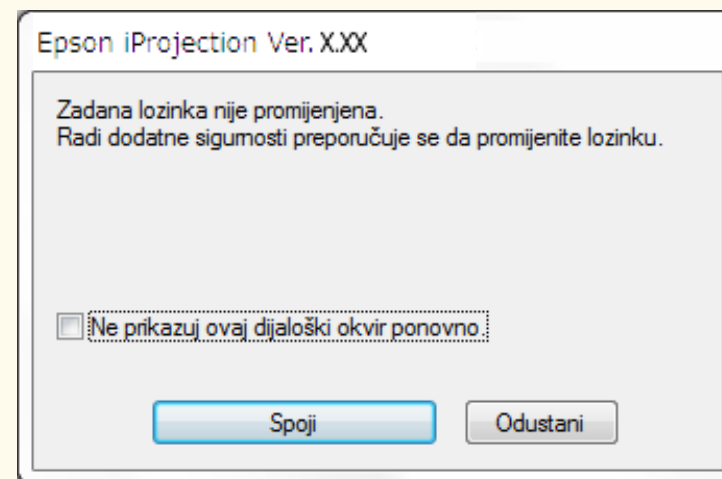 Epson iProjection Ver. X.XX
Zadana lozinka nije promijenjena.
Radi dodatne sigurnosti preporučuje se da promijenite lozinku.
Ne prikazuj ovaj dijaloški okvir ponovno.
Spoji
Odustani